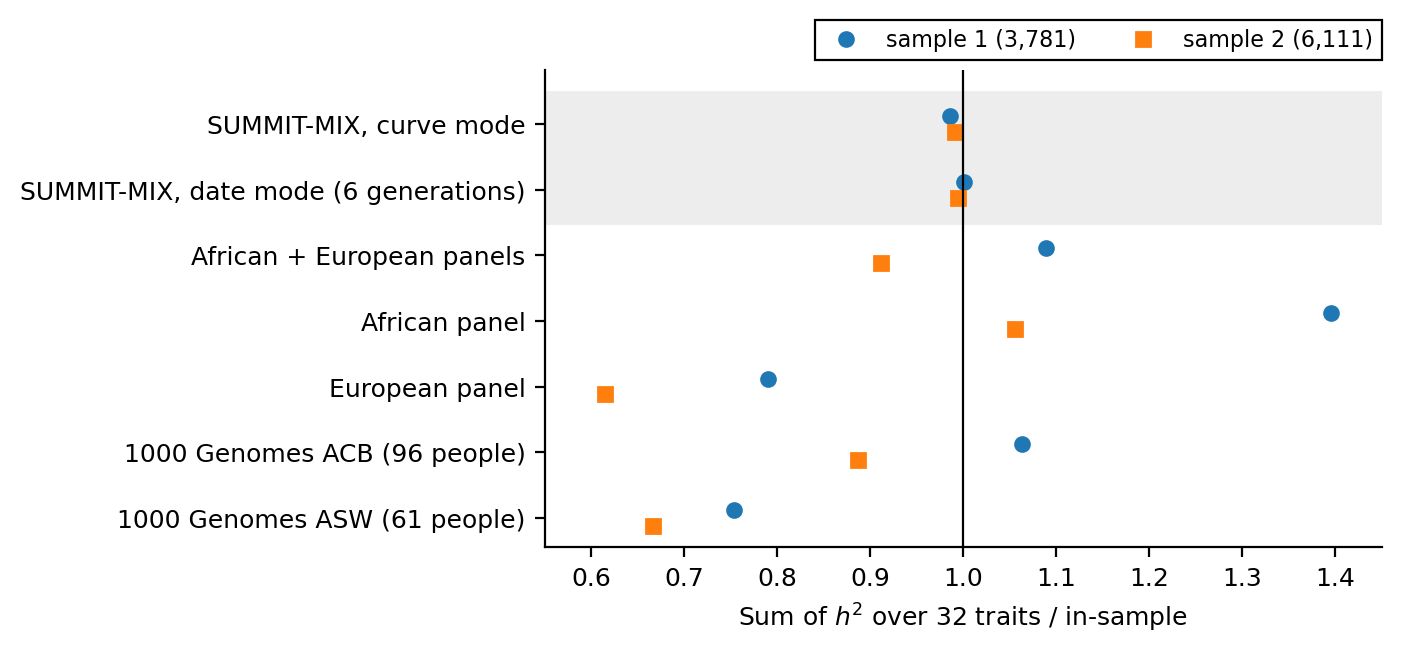 sample 1 (3,781) sample 2 (6,111)
SUMMIT-MIX, curve mode
SUMMIT-MIX, date mode (6 generations)
African + European panels
African panel
European panel
1000 Genomes ACB (96 people)
1000 Genomes ASW (61 people)
0.6 0.7 0.8 0.9 1.0 1.1 1.2 1.3 1.4
Sum of h² over 32 traits / in-sample